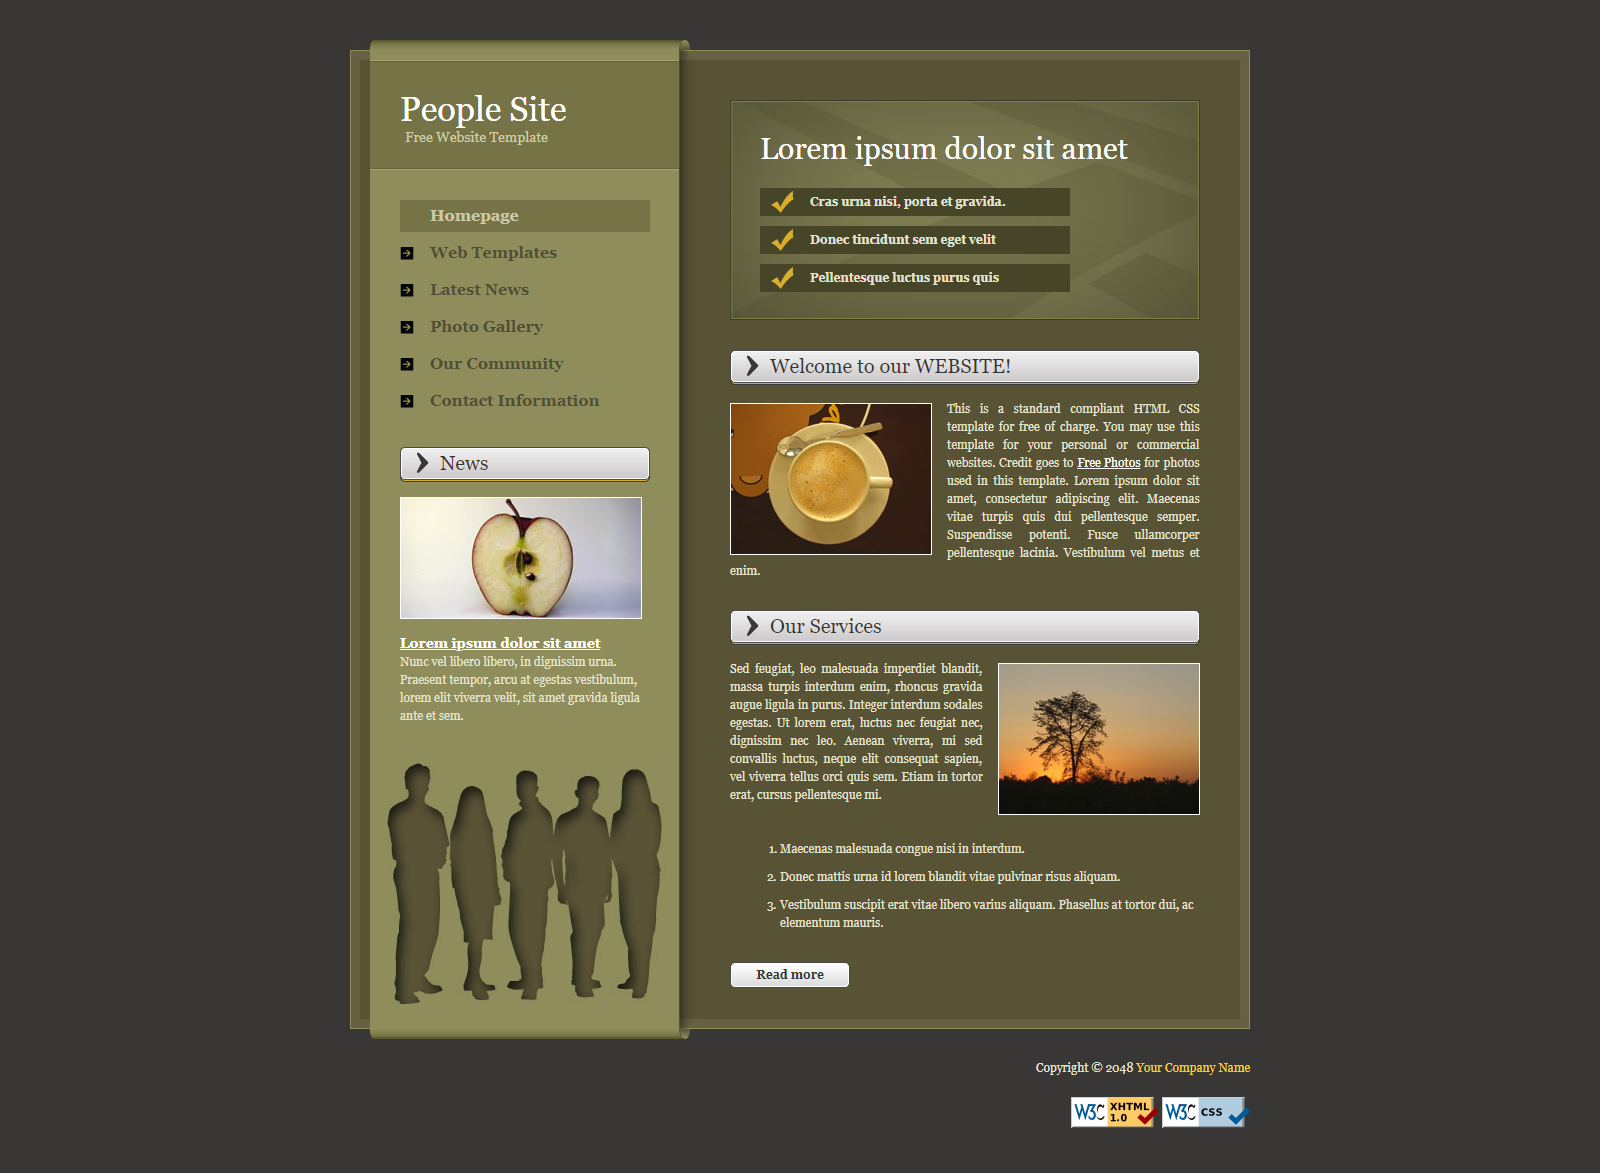 People Site
Free Website Template
Homepage
Web Templates
Latest News
Photo Gallery
Our Community
Contact Information
News
Lorem ipsum dolor sit amet
Nunc vel libero libero, in dignissim urna.
Praesent tempor, arcu at egestas vestibulum,
lorem elit viverra velit, sit amet gravida ligula
ante et sem.
Lorem ipsum dolor sit amet
Cras urna nisi, porta et gravida.
Donec tincidunt sem eget velit
Pellentesque luctus purus quis
Welcome to our WEBSITE!
This is a standard compliant HTML CSS
template for free of charge. You may use this
template for your personal or commercial
websites. Credit goes to Free Photos for photos
used in this template. Lorem ipsum dolor sit
amet, consectetur adipiscing elit. Maecenas
vitae turpis quis dui pellentesque semper.
Suspendisse potenti. Fusce ullamcorper
pellentesque lacinia. Vestibulum vel metus et
enim.
Our Services
Sed feugiat, leo malesuada imperdiet blandit,
massa turpis interdum enim, rhoncus gravida
augue ligula in purus. Integer interdum sodales
egestas. Ut lorem erat, luctus nec feugiat nec,
dignissim nec leo. Aenean viverra, mi sed
convallis luctus, neque elit consequat sapien,
vel viverra tellus orci quis sem. Etiam in tortor
erat, cursus pellentesque mi.
1. Maecenas malesuada congue nisi in interdum.
2. Donec mattis urna id lorem blandit vitae pulvinar risus aliquam.
3. Vestibulum suscipit erat vitae libero varius aliquam. Phasellus at tortor dui, ac
elementum mauris.
Read more
Copyright © 2048 Your Company Name
W3C XHTML 1.0
W3C CSS